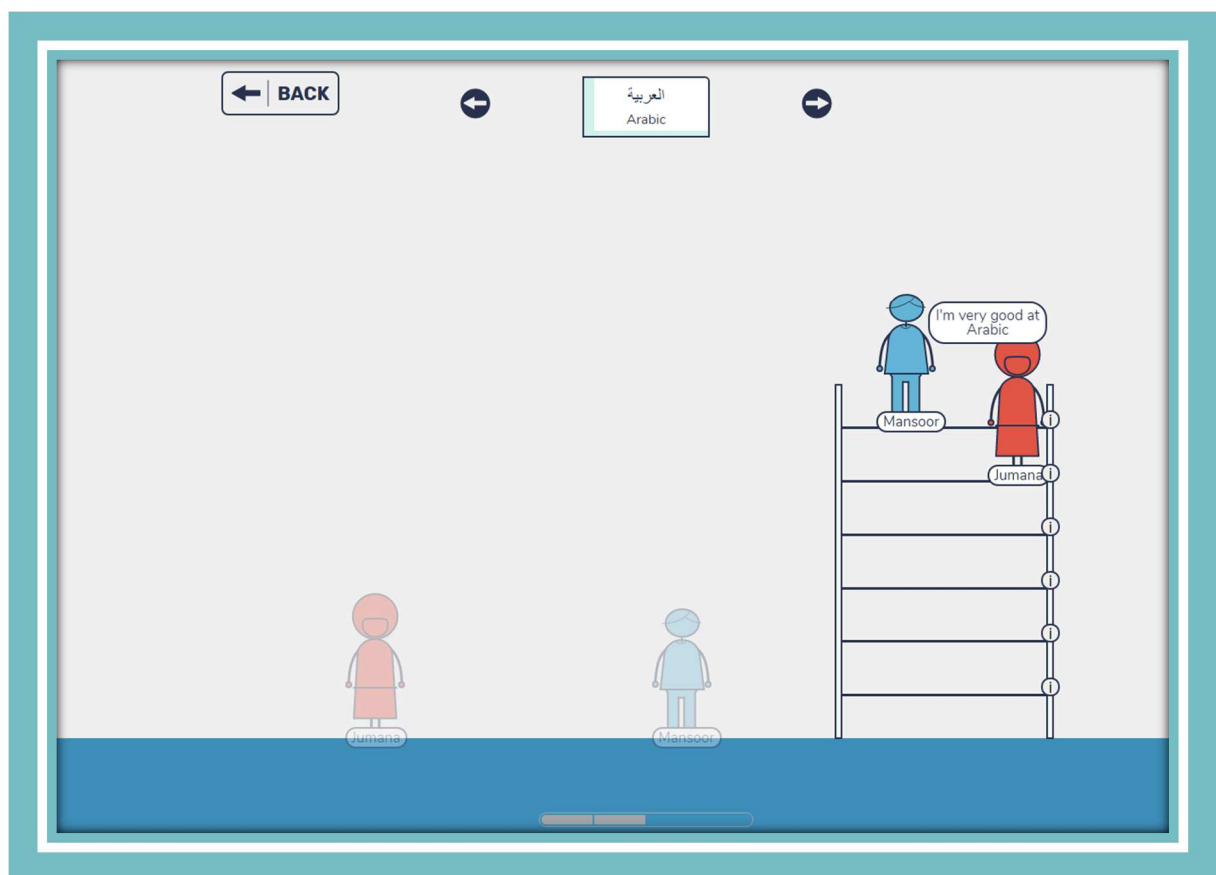 BACK
العربية
Arabic
I'm very good at
Arabic
Mansoor
i
Jumana
i
i
i
i
i
Jumana
Mansoor